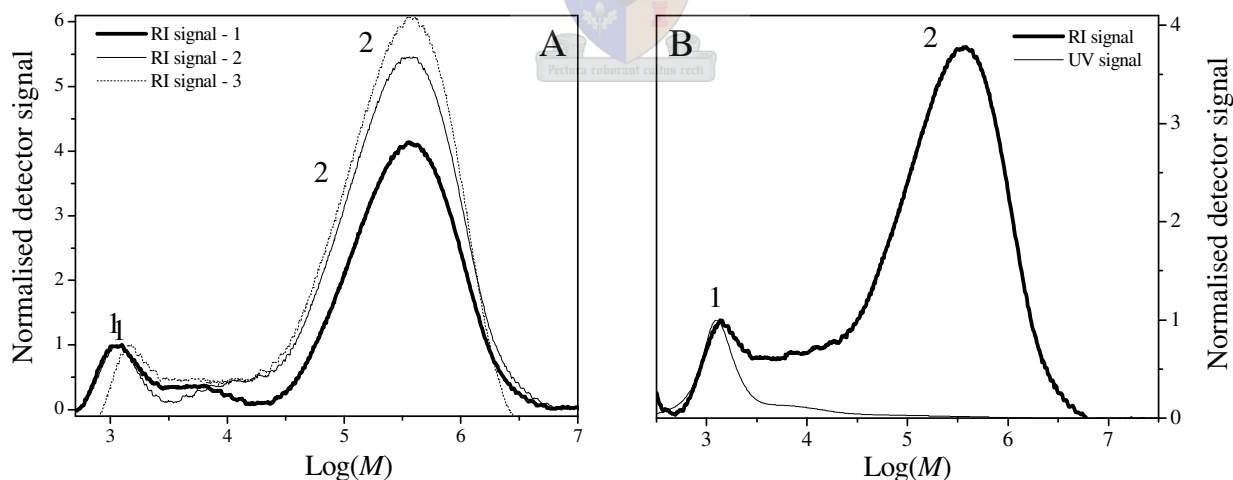 RI signal - 1
RI signal - 2
RI signal - 3
A
2
2
1
1
Normalised detector signal
6
5
4
3
2
1
0
3 4 5 6 7
Log(M)
Pectora roborant cultus recti
B
2
RI signal
UV signal
1
4
3
2
1
0
Normalised detector signal
3 4 5 6 7
Log(M)